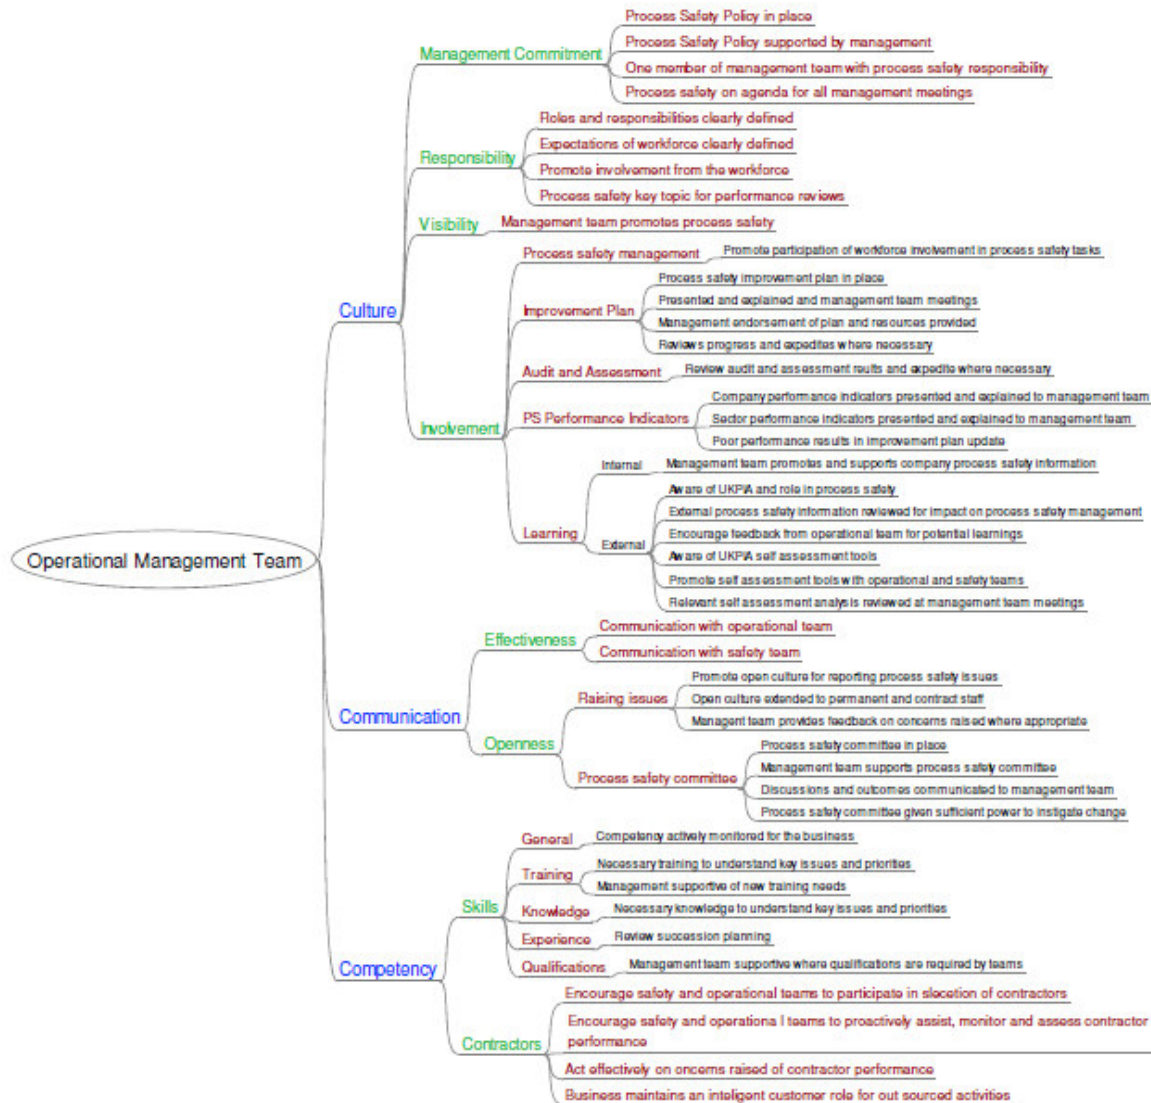 Process Safety Policy in place
Process Safety Policy supported by management
Management Commitment
One member of management team with process safety responsibility
Process safety on agenda for all management meetings
Roles and responsibilities clearly defined
Expectations of workforce clearly defined
Responsibility
Promote involvement from the workforce
Process safety key topic for performance reviews
Visibility
Management team promotes process safety
Process safety management
Promote participation of workforce involvement in process safety tasks
Process safety improvement plan in place
Presented and explained and management team meetings
Culture
Improvement Plan
Management endorsement of plan and resources provided
Reviews progress and expedites where necessary
Audit and Assessment
Review audit and assessment reults and expedite where necessary
Company performance indicators presented and explained to management team
PS Performance Indicators
Sector performance indicators presented and explained to management team
Involvement
Poor performance results in improvement plan update
Internal
Management team promotes and supports company process safety information
Aware of UKPIA and role in process safety
External process safety information reviewed for impact on process safety management
Learning
Encourage feedback from operational team for potential learnings
External
Aware of UKPIA self assessment tools
Operational Management Team
Promote self assessment tools with operational and safety teams
Relevant self assessment analysis reviewed at management team meetings
Effectiveness
Communication with operational team
Communication with safety team
Promote open culture for reporting process safety issues
Raising issues
Open culture extended to permanent and contract staff
Communication
Managent team provides feedback on concerns raised where appropriate
Openness
Process safety committee in place
Management team supports process safety committee
Process safety committee
Discussions and outcomes communicated to management team
Process safety committee given sufficient power to instigate change
General
Competency actively monitored for the business
Necessary training to understand key issues and priorities
Training
Management supportive of new training needs
Skills
Knowledge
Necessary knowledge to understand key issues and priorities
Experience
Review succession planning
Competency
Qualifications
Management team supportive where qualifications are required by teams
Encourage safety and operational teams to participate in slecetion of contractors
Encourage safety and operationa l teams to proactively assist, monitor and assess contractor
performance
Contractors
Act effectively on oncerns raised of contractor performance
Business maintains an inteligent customer role for out sourced activities